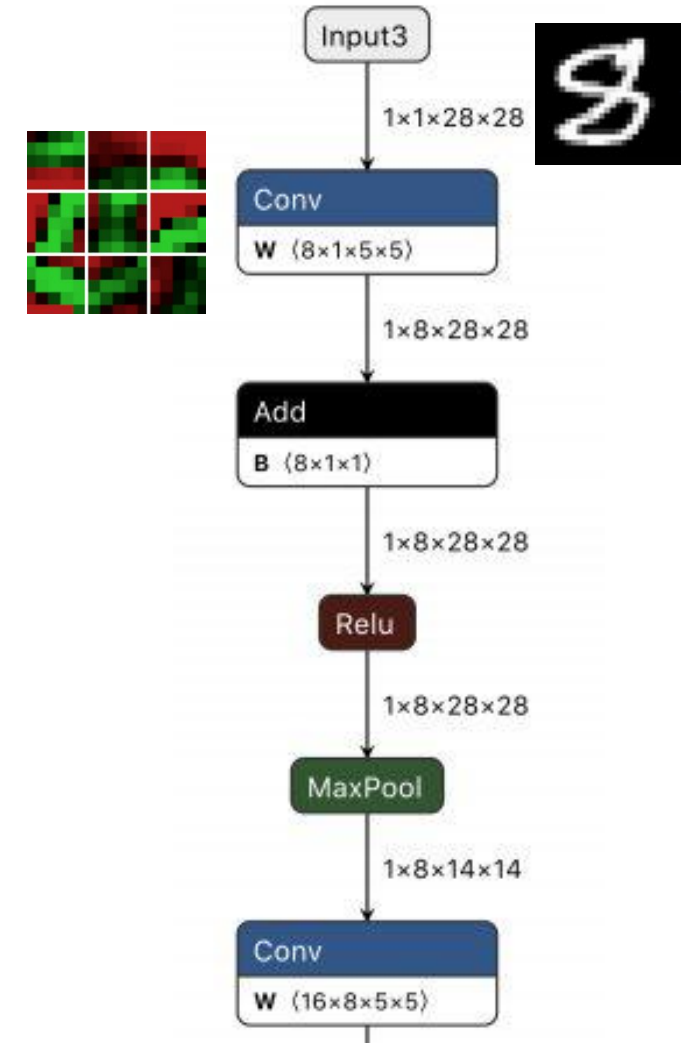 Input3
1×1×28×28
Conv
W ⟨8×1×5×5⟩
1×8×28×28
Add
B ⟨8×1×1⟩
1×8×28×28
Relu
1×8×28×28
MaxPool
1×8×14×14
Conv
W ⟨16×8×5×5⟩
8